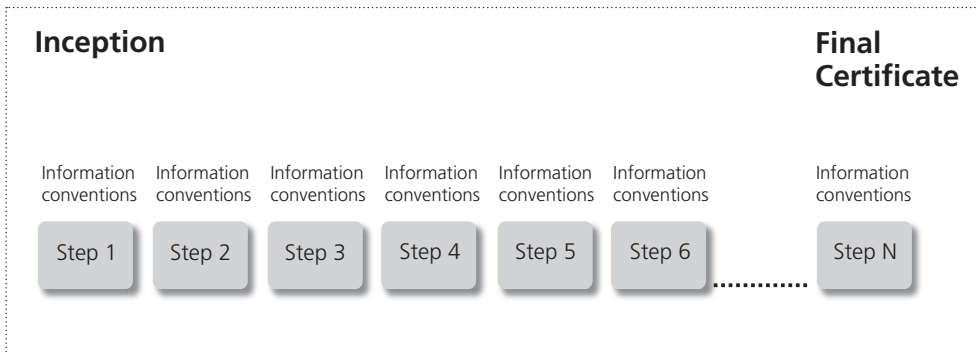 Inception
Final
Certificate
Information Information Information Information Information Information Information
conventions conventions conventions conventions conventions conventions conventions
Step 1 Step 2 Step 3 Step 4 Step 5 Step 6 Step N